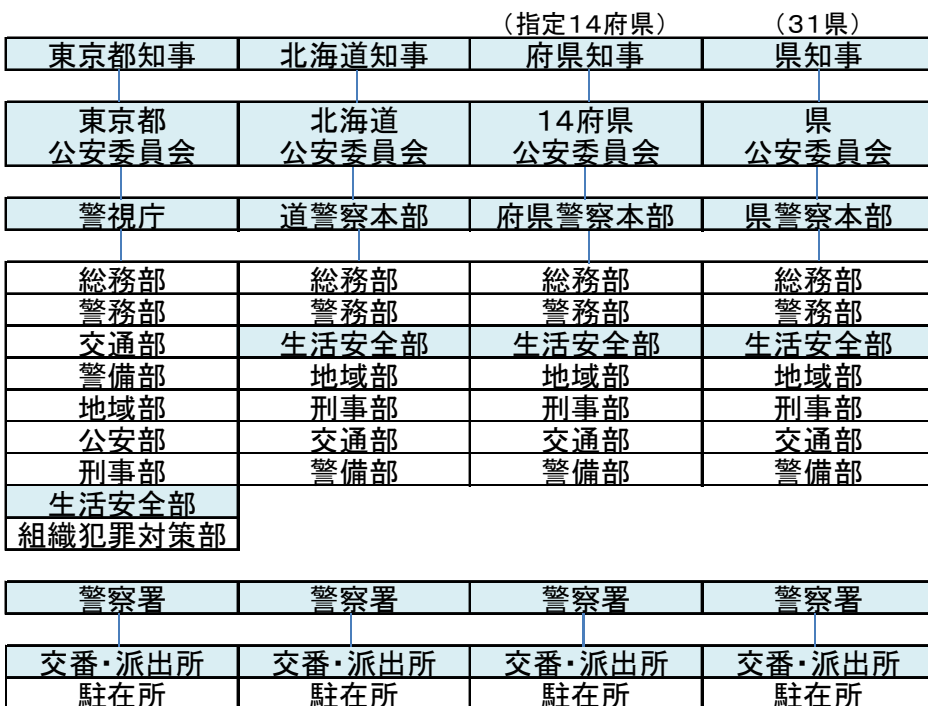 （指定14府県） （31県）
東京都知事 北海道知事 府県知事 県知事
東京都 北海道 14府県 県
公安委員会 公安委員会 公安委員会 公安委員会
警視庁 道警察本部 府県警察本部 県警察本部
総務部 総務部 総務部 総務部
警務部 警務部 警務部 警務部
交通部 生活安全部 生活安全部 生活安全部
警備部 地域部 地域部 地域部
地域部 刑事部 刑事部 刑事部
公安部 交通部 交通部 交通部
刑事部 警備部 警備部 警備部
生活安全部
組織犯罪対策部
警察署 警察署 警察署 警察署
交番・派出所 交番・派出所 交番・派出所 交番・派出所
駐在所 駐在所 駐在所 駐在所